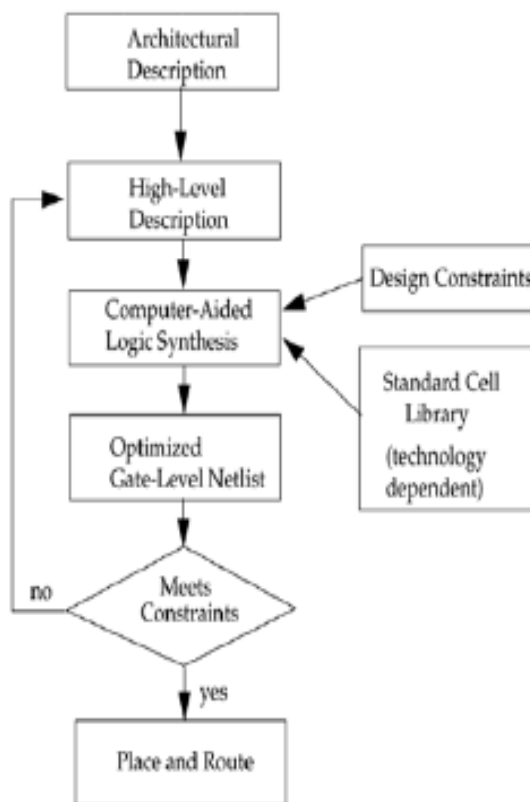 Architectural
Description
High-Level
Description
Computer-Aided
Logic Synthesis
Design Constraints
Standard Cell
Library
(technology
dependent)
Optimized
Gate-Level Netlist
Meets
Constraints
no
yes
Place and Route